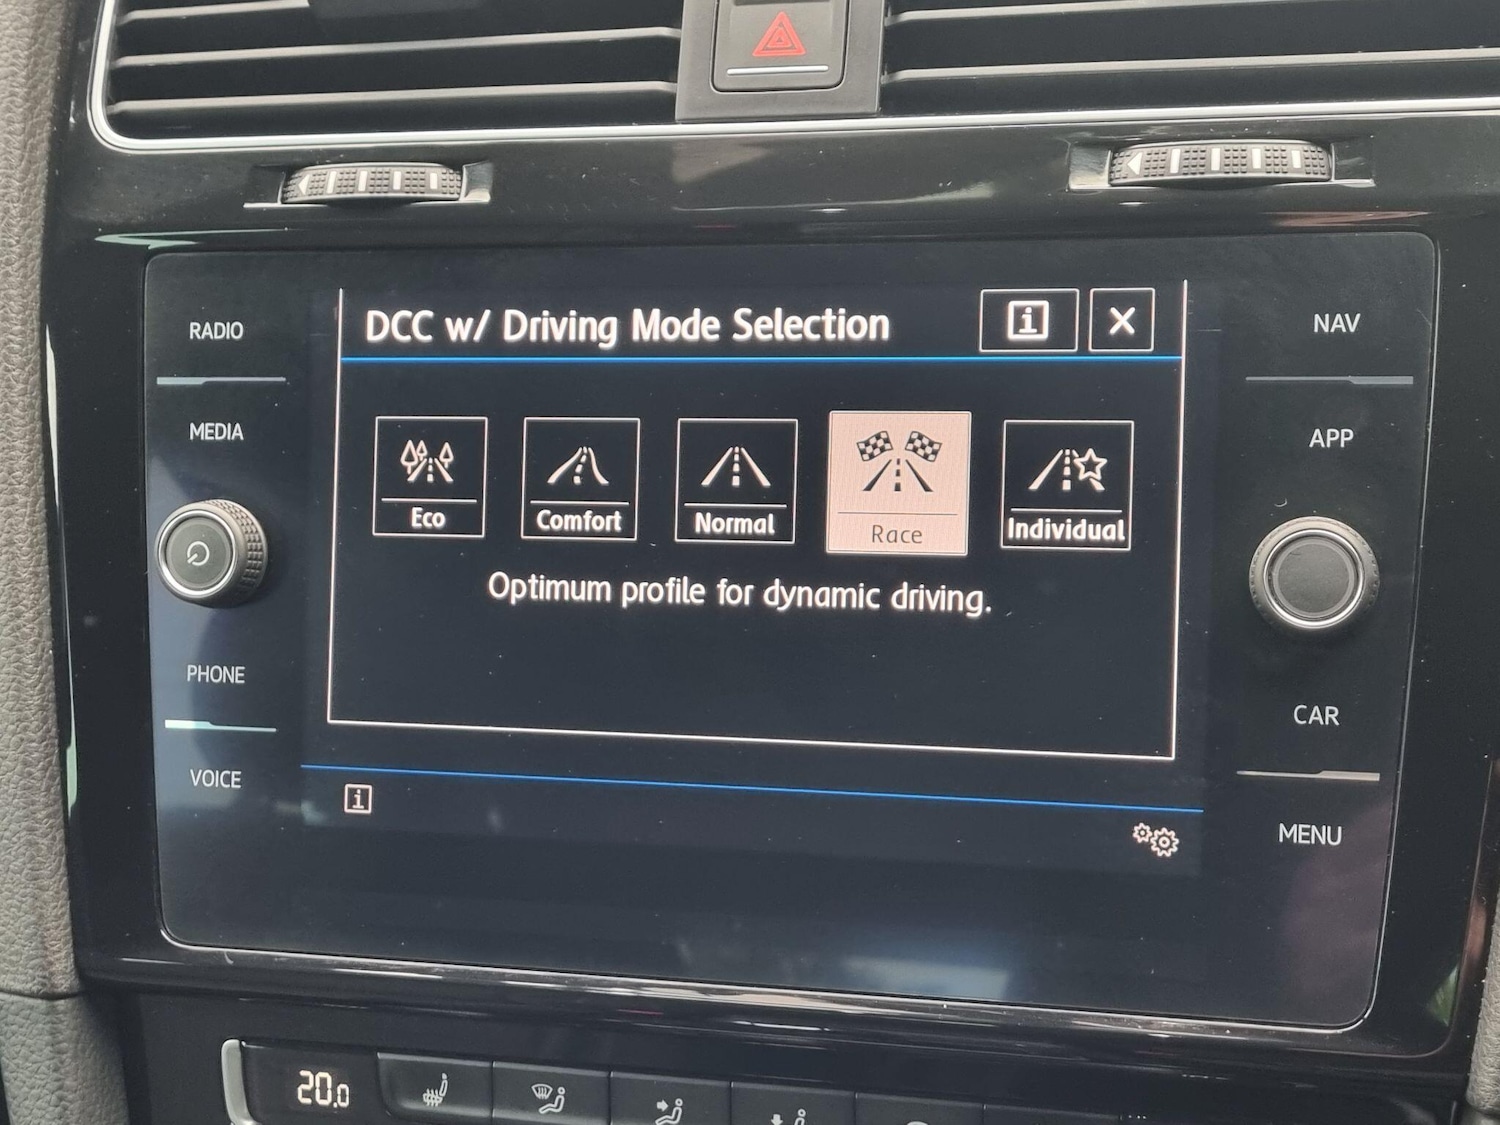 RADIO
MEDIA
PHONE
VOICE
DCC w/ Driving Mode Selection
i
X
Eco
Comfort
Normal
Race
Individual
Optimum profile for dynamic driving.
i
NAV
APP
CAR
MENU
20.0